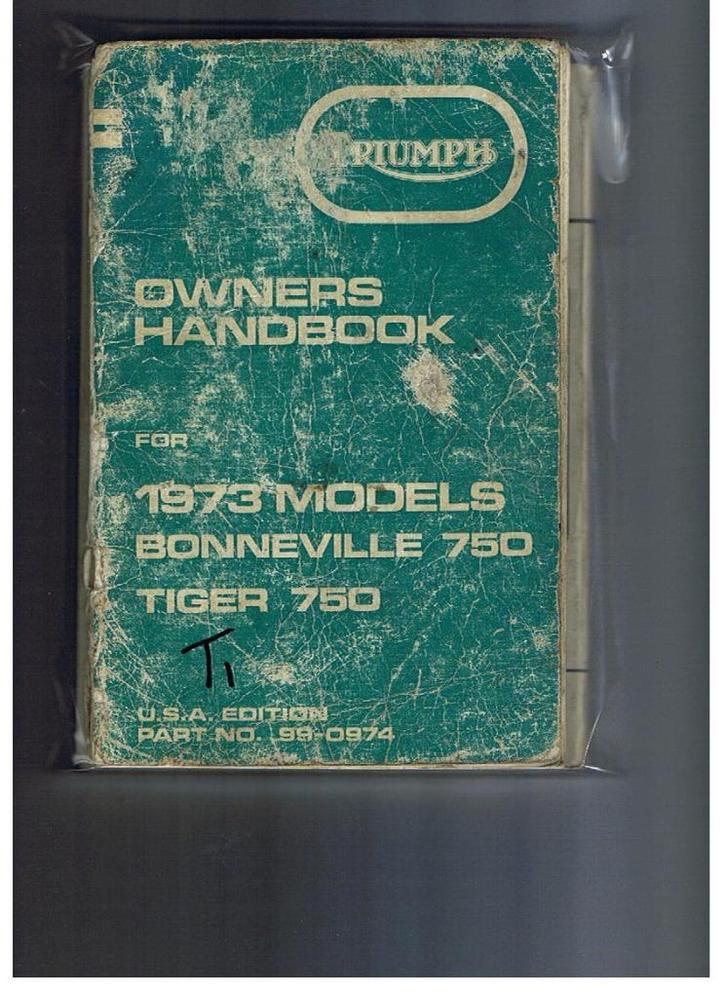 TRIUMPH
OWNERS
HANDBOOK
FOR
1973 MODELS
BONNEVILLE 750
TIGER 750
T1
U.S.A. EDITION
PART NO. 99-0974